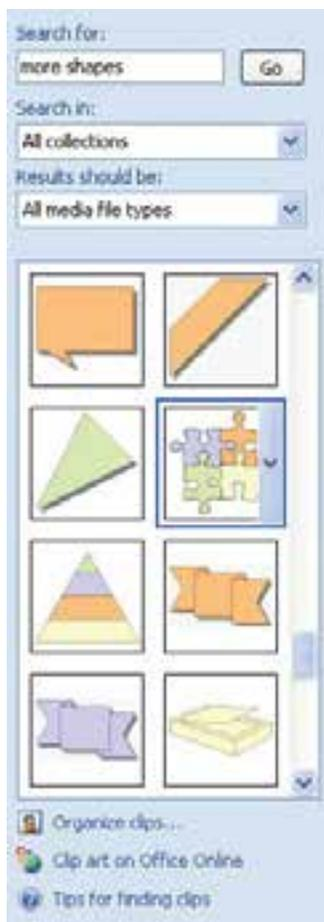 Search for:
more shapes
Go
Search in:
All collections
Results should be:
All media file types
Organize clips...
Clip art on Office Online
Tips for finding clips